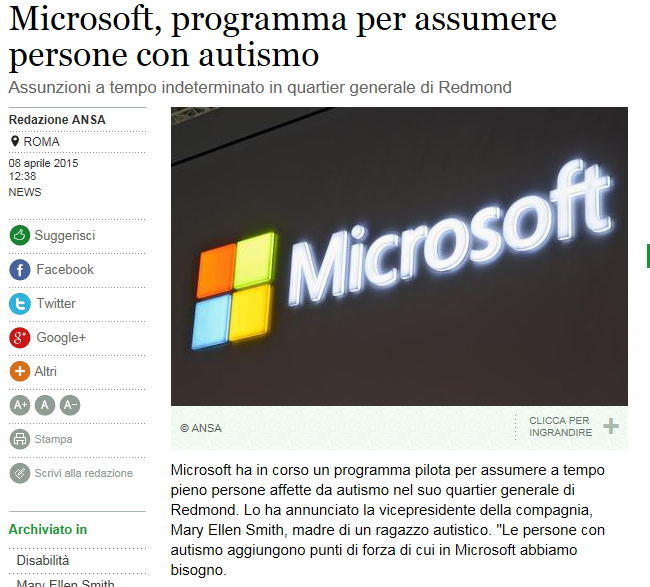 Microsoft, programma per assumere
persone con autismo
Assunzioni a tempo indeterminato in quartier generale di Redmond
Redazione ANSA
ROMA
08 aprile 2015
12:38
NEWS
Suggerisci
Facebook
Twitter
Google+
Altri
A+ A A-
Stampa
Scrivi alla redazione
Archiviato in
Disabilità
Mary Ellen Smith
Microsoft
© ANSA
CLICCA PER
INGRANDIRE
Microsoft ha in corso un programma pilota per assumere a tempo
pieno persone affette da autismo nel suo quartier generale di
Redmond. Lo ha annunciato la vicepresidente della compagnia,
Mary Ellen Smith, madre di un ragazzo autistico. "Le persone con
autismo aggiungono punti di forza di cui in Microsoft abbiamo
bisogno.